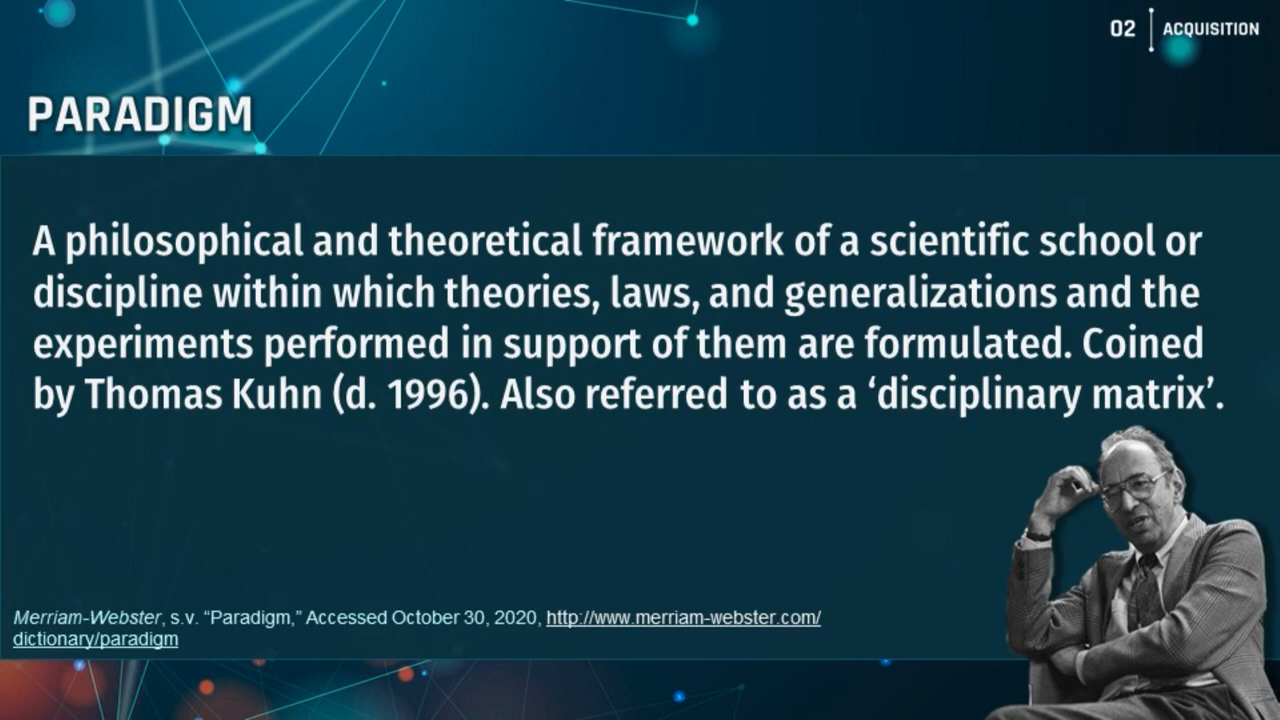 02 | ACQUISITION
PARADIGM
A philosophical and theoretical framework of a scientific school or
discipline within which theories, laws, and generalizations and the
experiments performed in support of them are formulated. Coined
by Thomas Kuhn (d. 1996). Also referred to as a ‘disciplinary matrix’.
Merriam-Webster, s.v. “Paradigm,” Accessed October 30, 2020, http://www.merriam-webster.com/
dictionary/paradigm